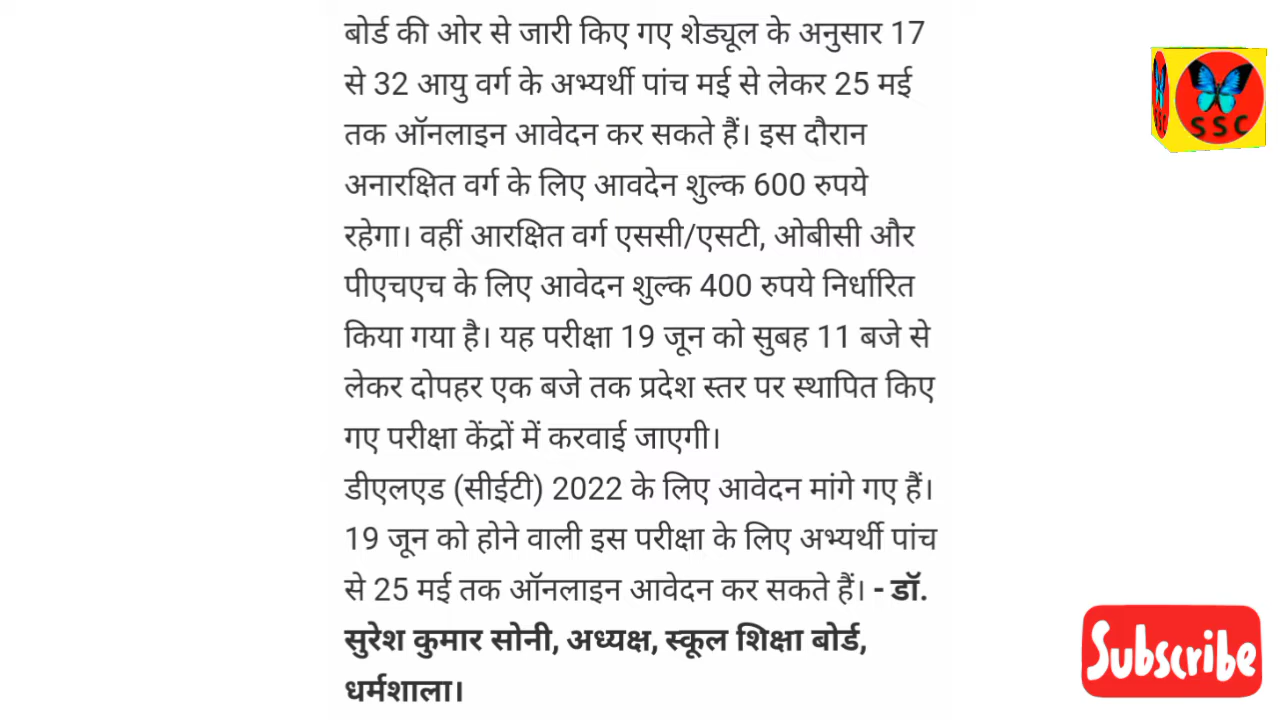 बोर्ड की ओर से जारी किए गए शेड्यूल के अनुसार 17
से 32 आयु वर्ग के अभ्यर्थी पांच मई से लेकर 25 मई
तक ऑनलाइन आवेदन कर सकते हैं। इस दौरान
अनारक्षित वर्ग के लिए आवदेन शुल्क 600 रुपये
रहेगा। वहीं आरक्षित वर्ग एससी/एसटी, ओबीसी और
पीएचएच के लिए आवेदन शुल्क 400 रुपये निर्धारित
किया गया है। यह परीक्षा 19 जून को सुबह 11 बजे से
लेकर दोपहर एक बजे तक प्रदेश स्तर पर स्थापित किए
गए परीक्षा केंद्रों में करवाई जाएगी।
डीएलएड (सीईटी) 2022 के लिए आवेदन मांगे गए हैं।
19 जून को होने वाली इस परीक्षा के लिए अभ्यर्थी पांच
से 25 मई तक ऑनलाइन आवेदन कर सकते हैं। - डॉ.
सुरेश कुमार सोनी, अध्यक्ष, स्कूल शिक्षा बोर्ड,
धर्मशाला।
SSC
Subscribe